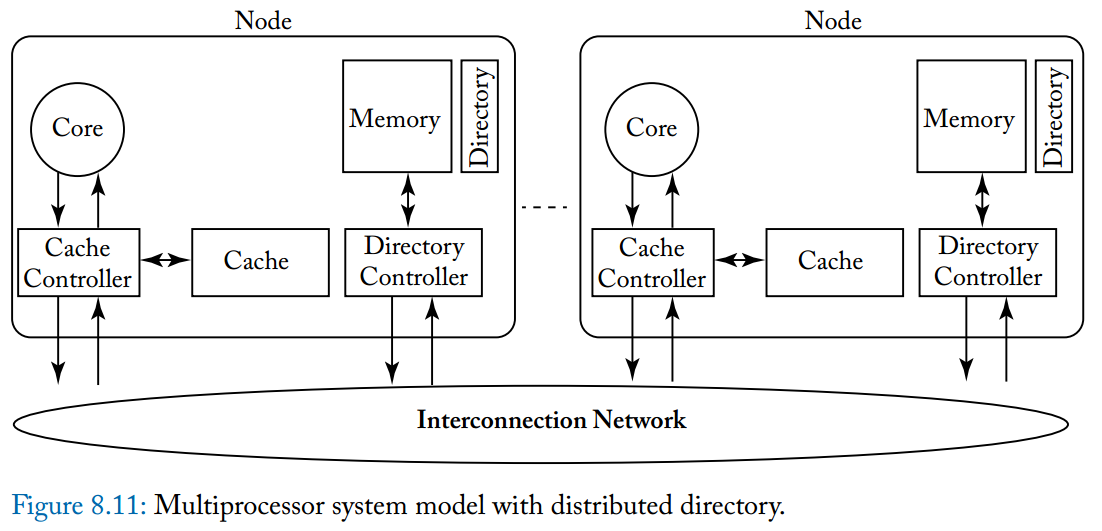 Node
Core
Memory
Directory
Cache
Controller
Cache
Directory
Controller
Node
Core
Memory
Directory
Cache
Controller
Cache
Directory
Controller
Interconnection Network
Figure 8.11: Multiprocessor system model with distributed directory.